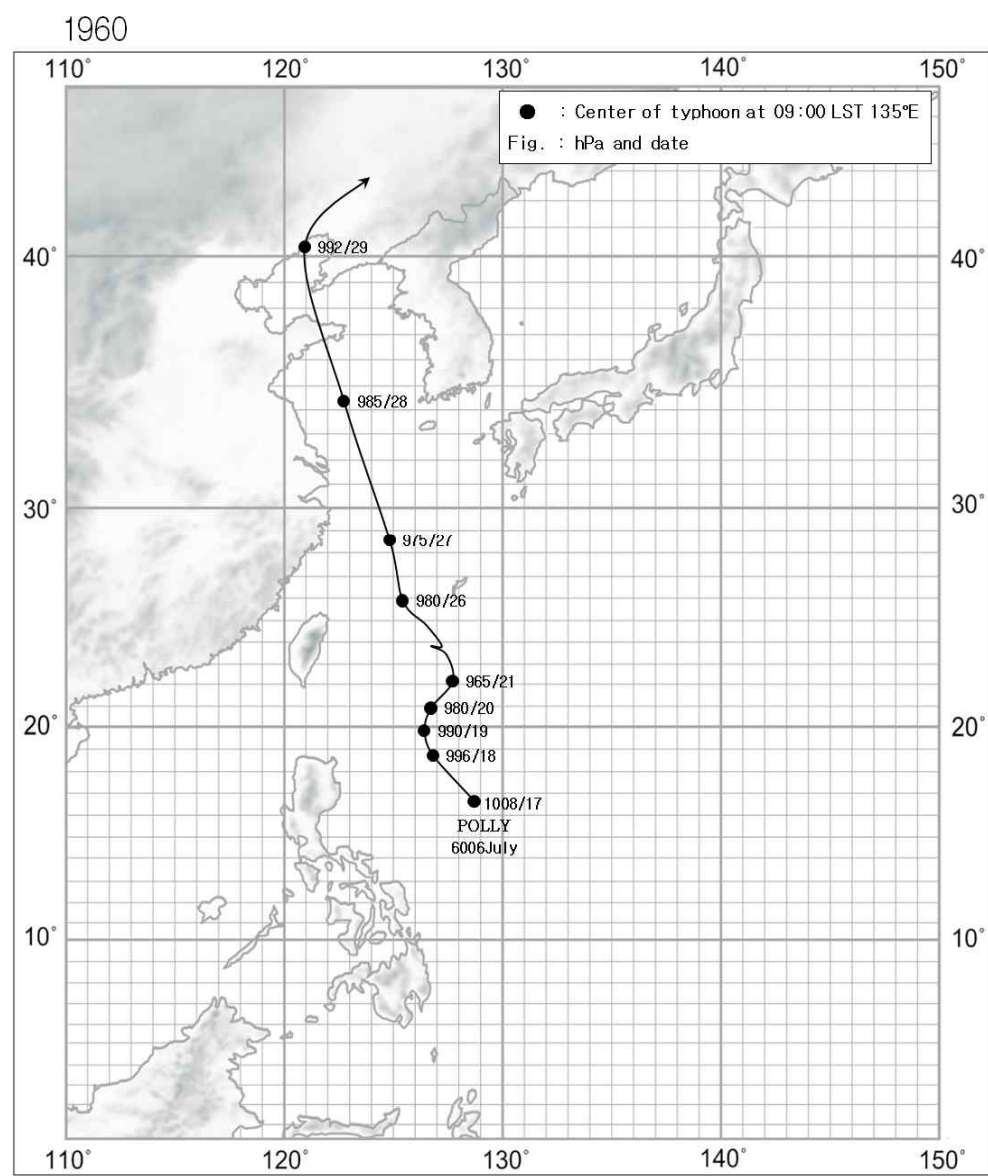 1960
110° 120° 130° 140° 150°
● : Center of typhoon at 09:00 LST 135°E
Fig. : hPa and date
992/29
40° 40°
985/28
30° 30°
975/27
980/26
965/21
980/20
20° 20°
990/19
996/18
1008/17
POLLY
6006July
10° 10°
110° 120° 130° 140° 150°